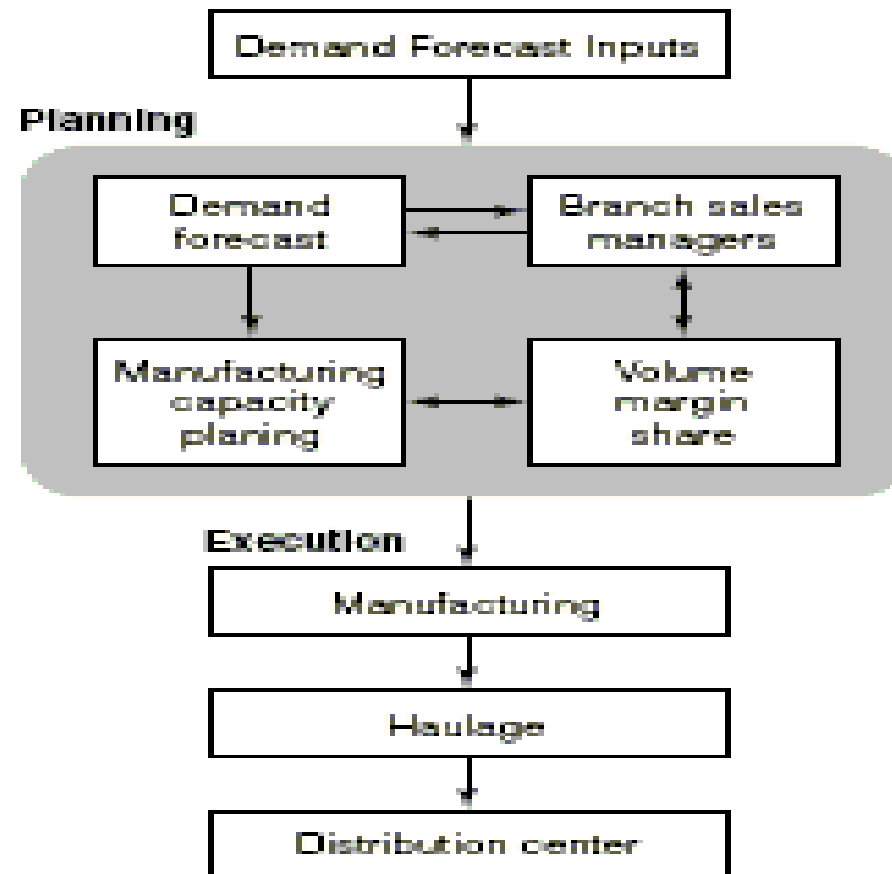 Demand Forecast Inputs
Planning
Demand
forecast
Branch sales
managers
Manufacturing
capacity
planing
Volume
margin
share
Execution
Manufacturing
Haulage
Distribution center